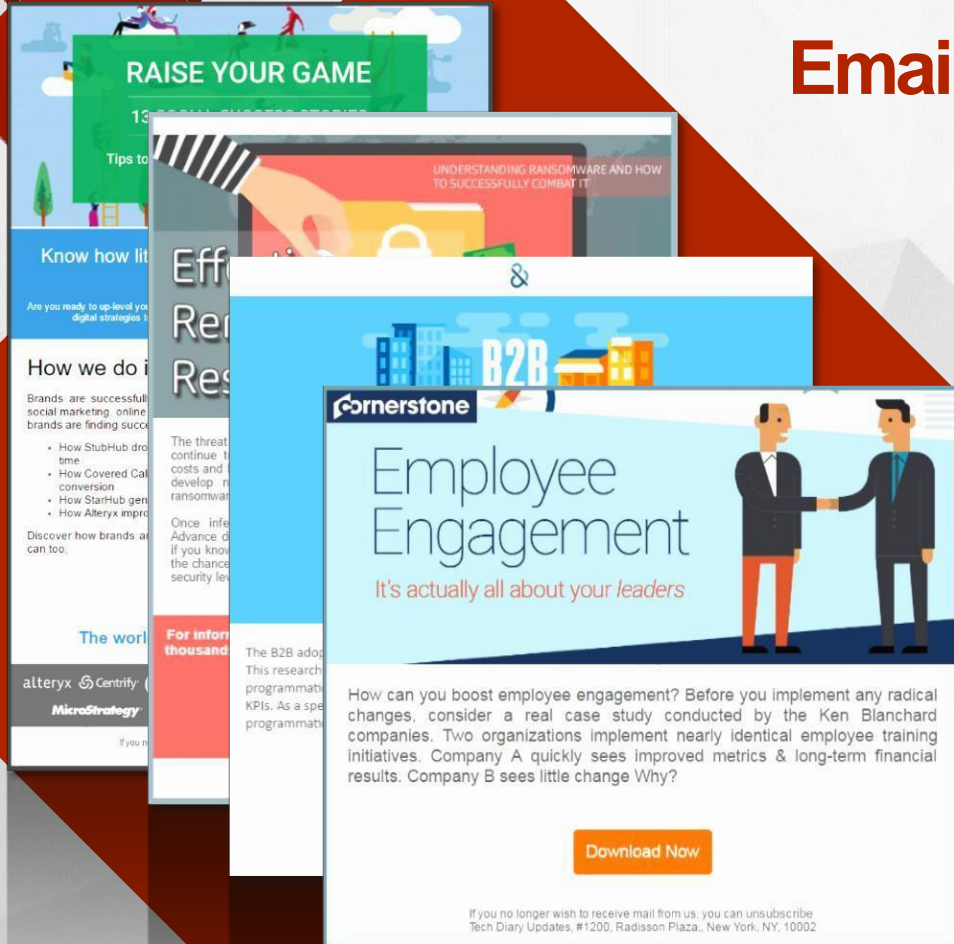 Emai
RAISE YOUR GAME
13 SOCIAL SUCCESS STORIES
Tips to
Know how lit
Are you ready to up-level you
digital strategies
How we do i
Brands are successfull
social marketing, online
brands are finding succe
• How StubHub dro
time
• How Covered Cal
conversion
• How StarHub gen
• How Alteryx impro
Discover how brands ar
can too.
The worl
alteryx Centrify
MicroStrategy
If you n
UNDERSTANDING RANSOMWARE AND HOW
TO SUCCESSFULLY COMBAT IT
Eff
Re
Res
The threat
continue t
costs and
develop n
ransomwar
Once infe
Advance d
if you know
the chance
security lev
For inform
thousand
&
B2B
The B2B adop
This research
programmati
KPIs. As a spe
programmati
Cornerstone
Employee
Engagement
It's actually all about your leaders
How can you boost employee engagement? Before you implement any radical
changes, consider a real case study conducted by the Ken Blanchard
companies. Two organizations implement nearly identical employee training
initiatives. Company A quickly sees improved metrics & long-term financial
results. Company B sees little change Why?
Download Now
If you no longer wish to receive mail from us, you can unsubscribe
Tech Diary Updates, #1200, Radisson Plaza,, New York, NY, 10002